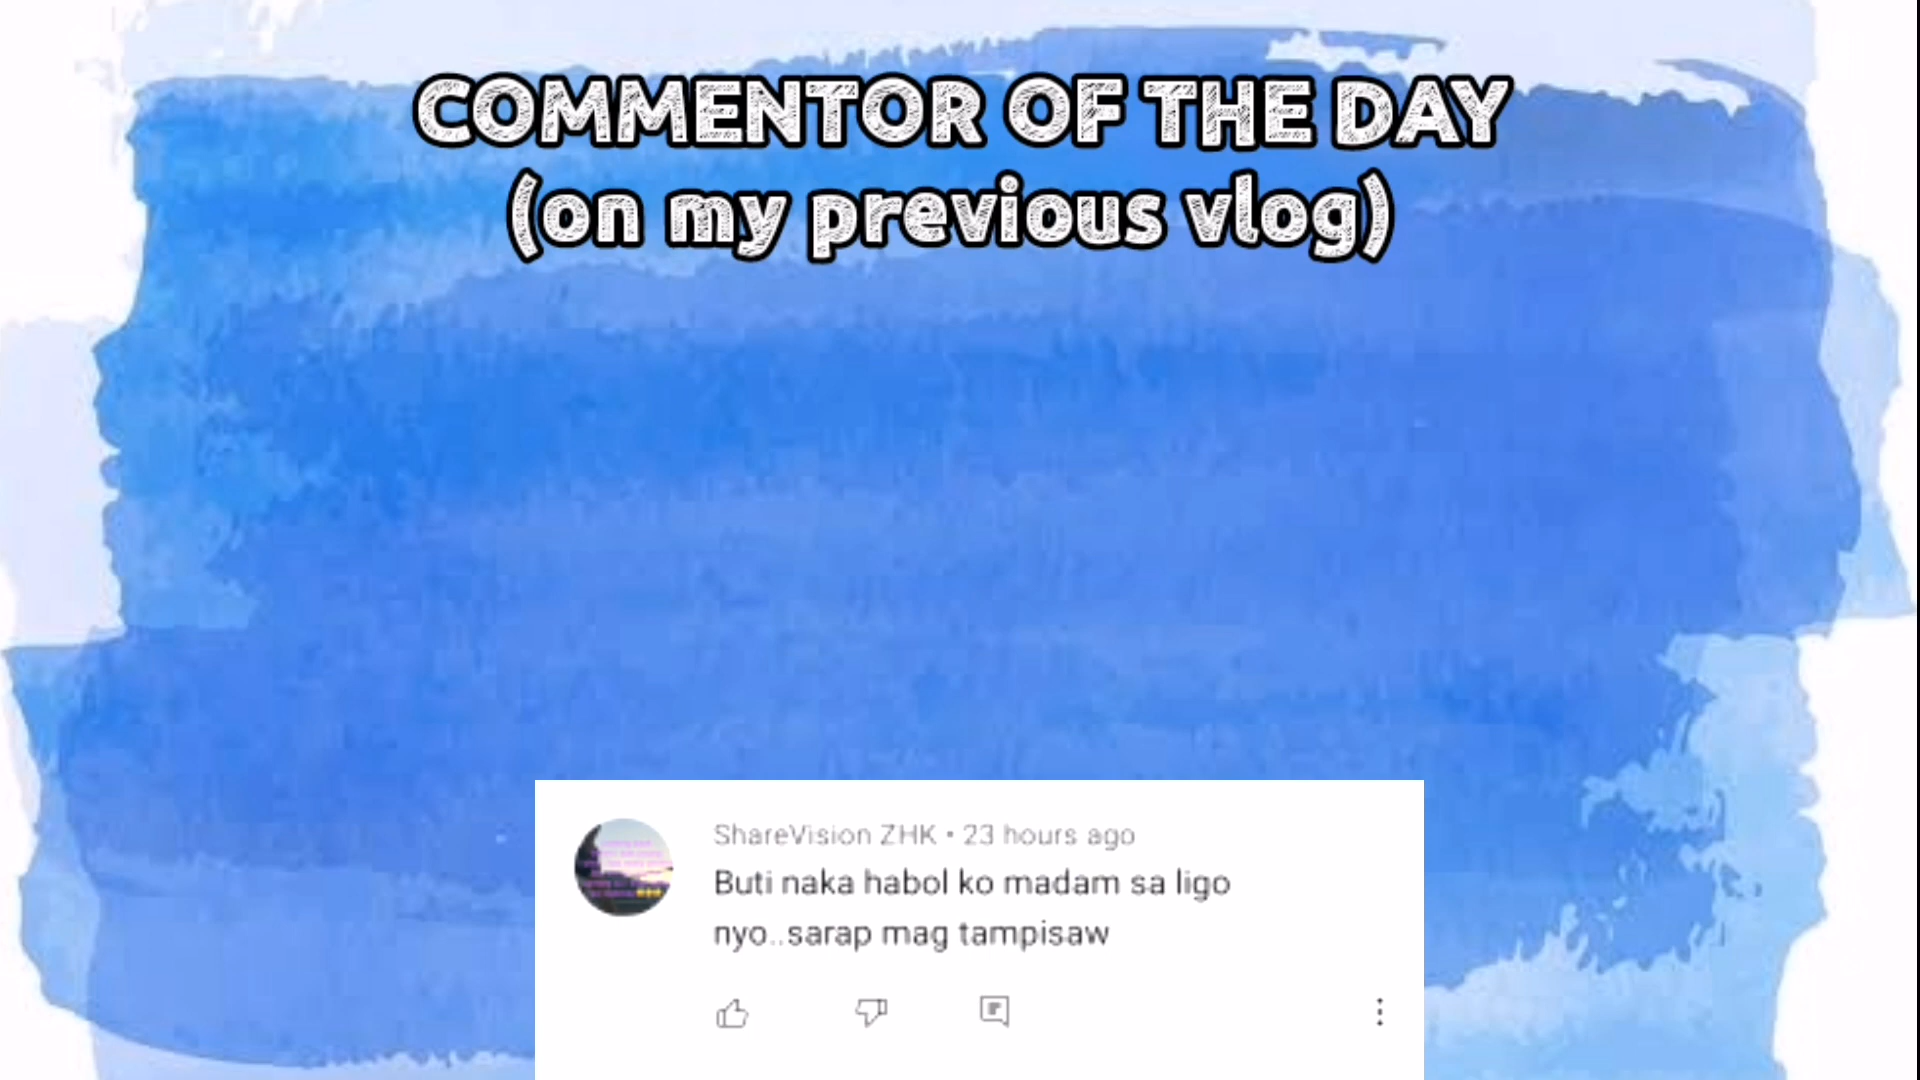 COMMENTOR OF THE DAY
(on my previous vlog)
ShareVision ZHK • 23 hours ago
Buti naka habol ko madam sa ligo
nyo..sarap mag tampisaw